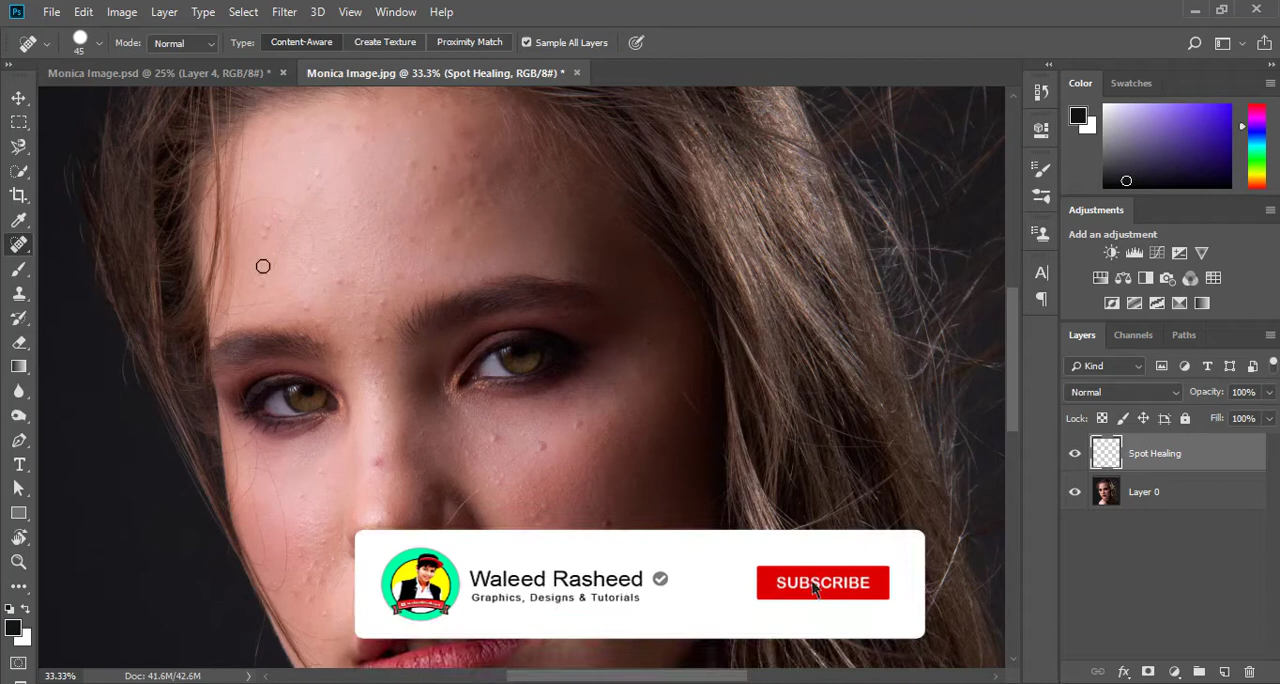 Ps File Edit Image Layer Type Select Filter 3D View Window Help
45 Mode: Normal Type: Content-Aware Create Texture Proximity Match Sample All Layers
Monica Image.psd @ 25% (Layer 4, RGB/8#) * × Monica Image.jpg @ 33.3% (Spot Healing, RGB/8#) * ×
Color Swatches
Adjustments
Add an adjustment
Layers Channels Paths
Kind
Normal Opacity: 100%
Lock: Fill: 100%
Spot Healing
Layer 0
Waleed Rasheed
Graphics, Designs & Tutorials
SUBSCRIBE
33.33% Doc: 41.6M/42.6M